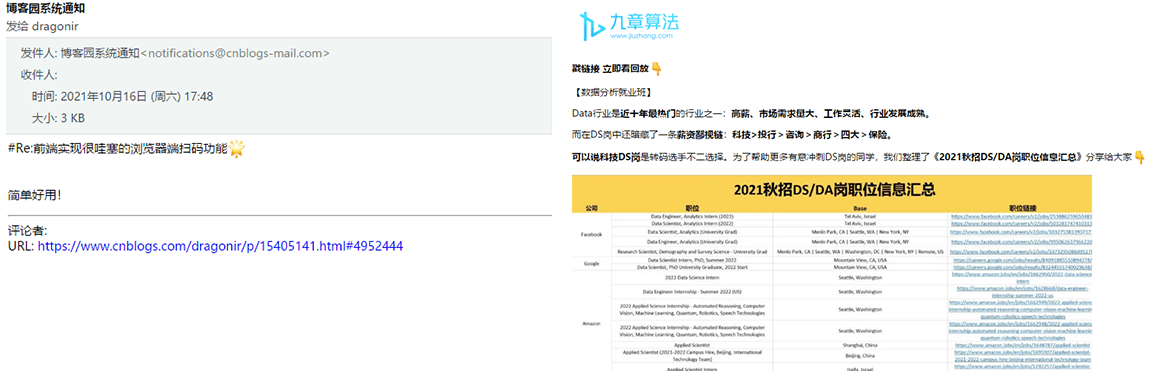 博客园系统通知
发给 dragonir
发件人: 博客园系统通知<notifications@cnblogs-mail.com>
收件人:
时间: 2021年10月16日 (周六) 17:48
大小: 3 KB
#Re:前端实现很哇塞的浏览器端扫码功能🌟
简单好用!
评论者:
URL: https://www.cnblogs.com/dragonir/p/15405141.html#4952444
九章算法
www.jiuzhang.com
戳链接 立即看回放👇
【数据分析就业班】
Data行业是近十年最热门的行业之一：高薪、市场需求量大、工作灵活、行业发展成熟。
而在DS岗中还暗藏了一条薪资鄙视链：科技>投行>咨询>商行>四大>保险。
可以说科技DS岗是转码选手不二选择。为了帮助更多有意冲刺DS岗的同学，我们整理了《2021秋招DS/DA岗职位信息汇总》分享给大家👇
2021秋招DS/DA岗职位信息汇总
公司 职位 Base 职位链接
Data Engineer, Analytics Intern (2022) Tel Aviv, Israel
Data Scientist, Analytics Intern (2022) Tel Aviv, Israel
Facebook Data Scientist, Analytics (University Grad) Menlo Park, CA | Seattle, WA | New York, NY
Data Engineer, Analytics (University Grad) Menlo Park, CA | Seattle, WA | New York, NY
Research Scientist, Demography and Survey Science - University Grad Menlo Park, CA | Seattle, WA | Washington, DC | New York, NY | Remote, US
Google Data Scientist Intern, PhD, Summer 2022 Mountain View, CA, USA
Data Scientist, PhD University Graduate, 2022 Start Mountain View, CA, USA
2022 Data Science Intern Seattle, Washington
Data Engineer Internship - Summer 2022 (US) Seattle, Washington
2022 Applied Science Internship - Automated Reasoning, Computer
Vision, Machine Learning, Quantum, Robotics, Speech Technologies Seattle, Washington
Amazon 2022 Applied Science Internship - Automated Reasoning, Computer
Vision, Machine Learning, Quantum, Robotics, Speech Technologies Seattle, Washington
Applied Scientist Shanghai, China
Applied Scientist (2021-2022 Campus Hire, Beijing, International
Technology Team) Beijing, China
Applied Scientist Intern Haifa, Israel